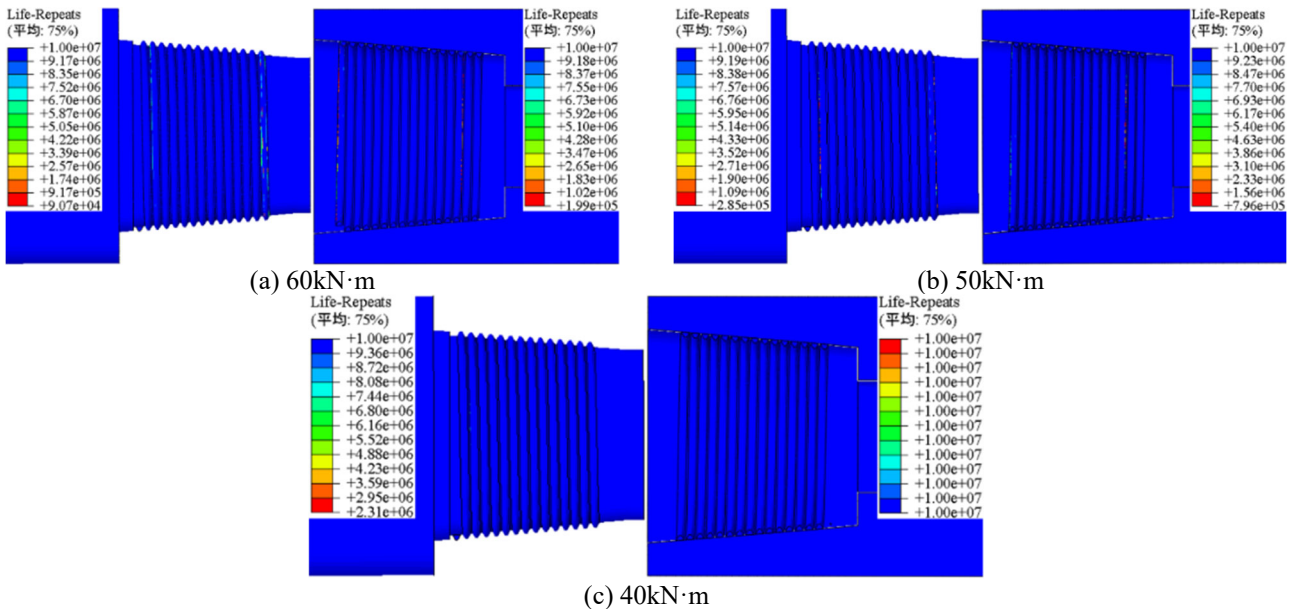 Life-Repeats
(平均: 75%)
+1.00e+07
+9.17e+06
+8.35e+06
+7.52e+06
+6.70e+06
+5.87e+06
+5.05e+06
+4.22e+06
+3.39e+06
+2.57e+06
+1.74e+06
+9.17e+05
+9.07e+04
Life-Repeats
(平均: 75%)
+1.00e+07
+9.18e+06
+8.37e+06
+7.55e+06
+6.73e+06
+5.92e+06
+5.10e+06
+4.28e+06
+3.47e+06
+2.65e+06
+1.83e+06
+1.02e+06
+1.99e+05
(a) 60kN·m
Life-Repeats
(平均: 75%)
+1.00e+07
+9.19e+06
+8.38e+06
+7.57e+06
+6.76e+06
+5.95e+06
+5.14e+06
+4.33e+06
+3.52e+06
+2.71e+06
+1.90e+06
+1.09e+06
+2.85e+05
Life-Repeats
(平均: 75%)
+1.00e+07
+9.23e+06
+8.47e+06
+7.70e+06
+6.93e+06
+6.17e+06
+5.40e+06
+4.63e+06
+3.86e+06
+3.10e+06
+2.33e+06
+1.56e+06
+7.96e+05
(b) 50kN·m
Life-Repeats
(平均: 75%)
+1.00e+07
+9.36e+06
+8.72e+06
+8.08e+06
+7.44e+06
+6.80e+06
+6.16e+06
+5.52e+06
+4.88e+06
+4.23e+06
+3.59e+06
+2.95e+06
+2.31e+06
Life-Repeats
(平均: 75%)
+1.00e+07
+1.00e+07
+1.00e+07
+1.00e+07
+1.00e+07
+1.00e+07
+1.00e+07
+1.00e+07
+1.00e+07
+1.00e+07
+1.00e+07
+1.00e+07
+1.00e+07
(c) 40kN·m